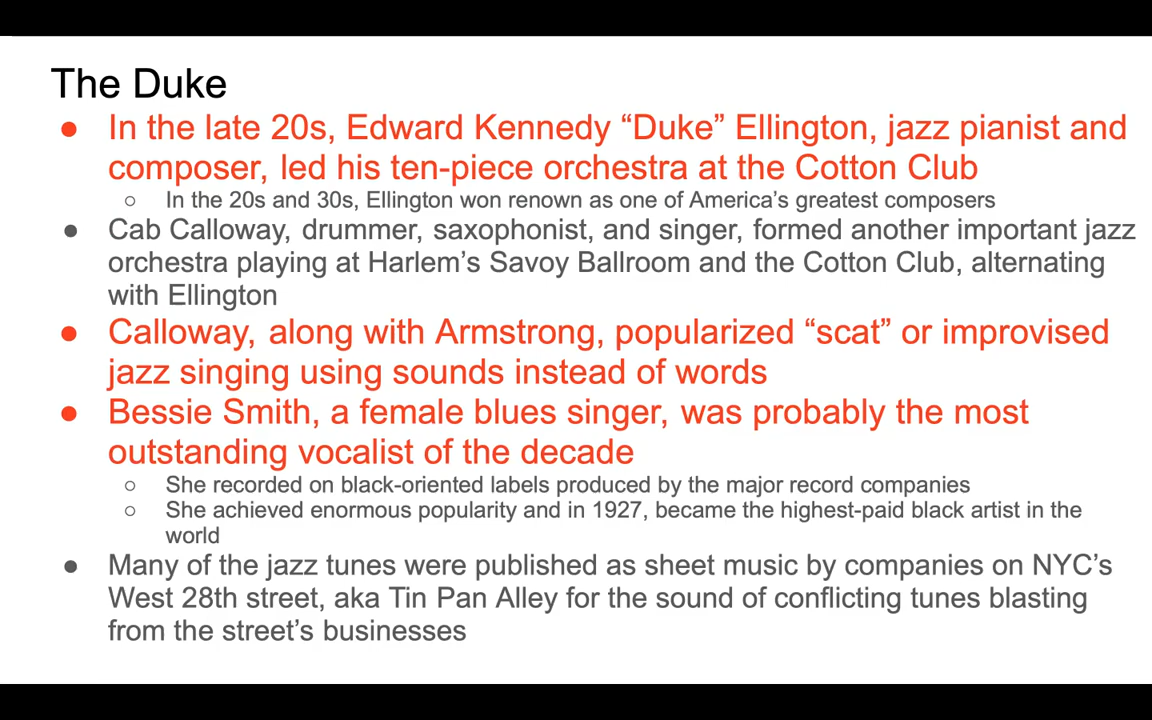 The Duke
● In the late 20s, Edward Kennedy “Duke” Ellington, jazz pianist and
composer, led his ten-piece orchestra at the Cotton Club
○ In the 20s and 30s, Ellington won renown as one of America’s greatest composers
● Cab Calloway, drummer, saxophonist, and singer, formed another important jazz
orchestra playing at Harlem’s Savoy Ballroom and the Cotton Club, alternating
with Ellington
● Calloway, along with Armstrong, popularized “scat” or improvised
jazz singing using sounds instead of words
● Bessie Smith, a female blues singer, was probably the most
outstanding vocalist of the decade
○ She recorded on black-oriented labels produced by the major record companies
○ She achieved enormous popularity and in 1927, became the highest-paid black artist in the
world
● Many of the jazz tunes were published as sheet music by companies on NYC’s
West 28th street, aka Tin Pan Alley for the sound of conflicting tunes blasting
from the street’s businesses